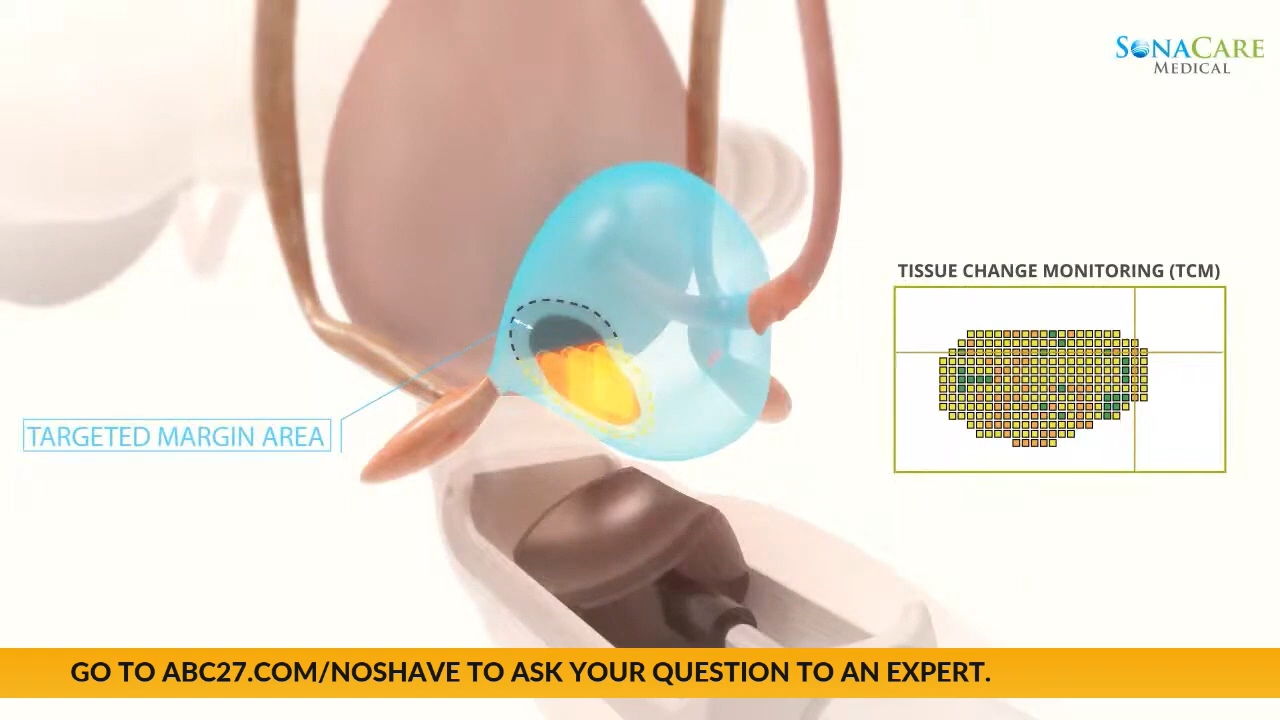 SONACARE
MEDICAL
TISSUE CHANGE MONITORING (TCM)
TARGETED MARGIN AREA
GO TO ABC27.COM/NOSHAVE TO ASK YOUR QUESTION TO AN EXPERT.